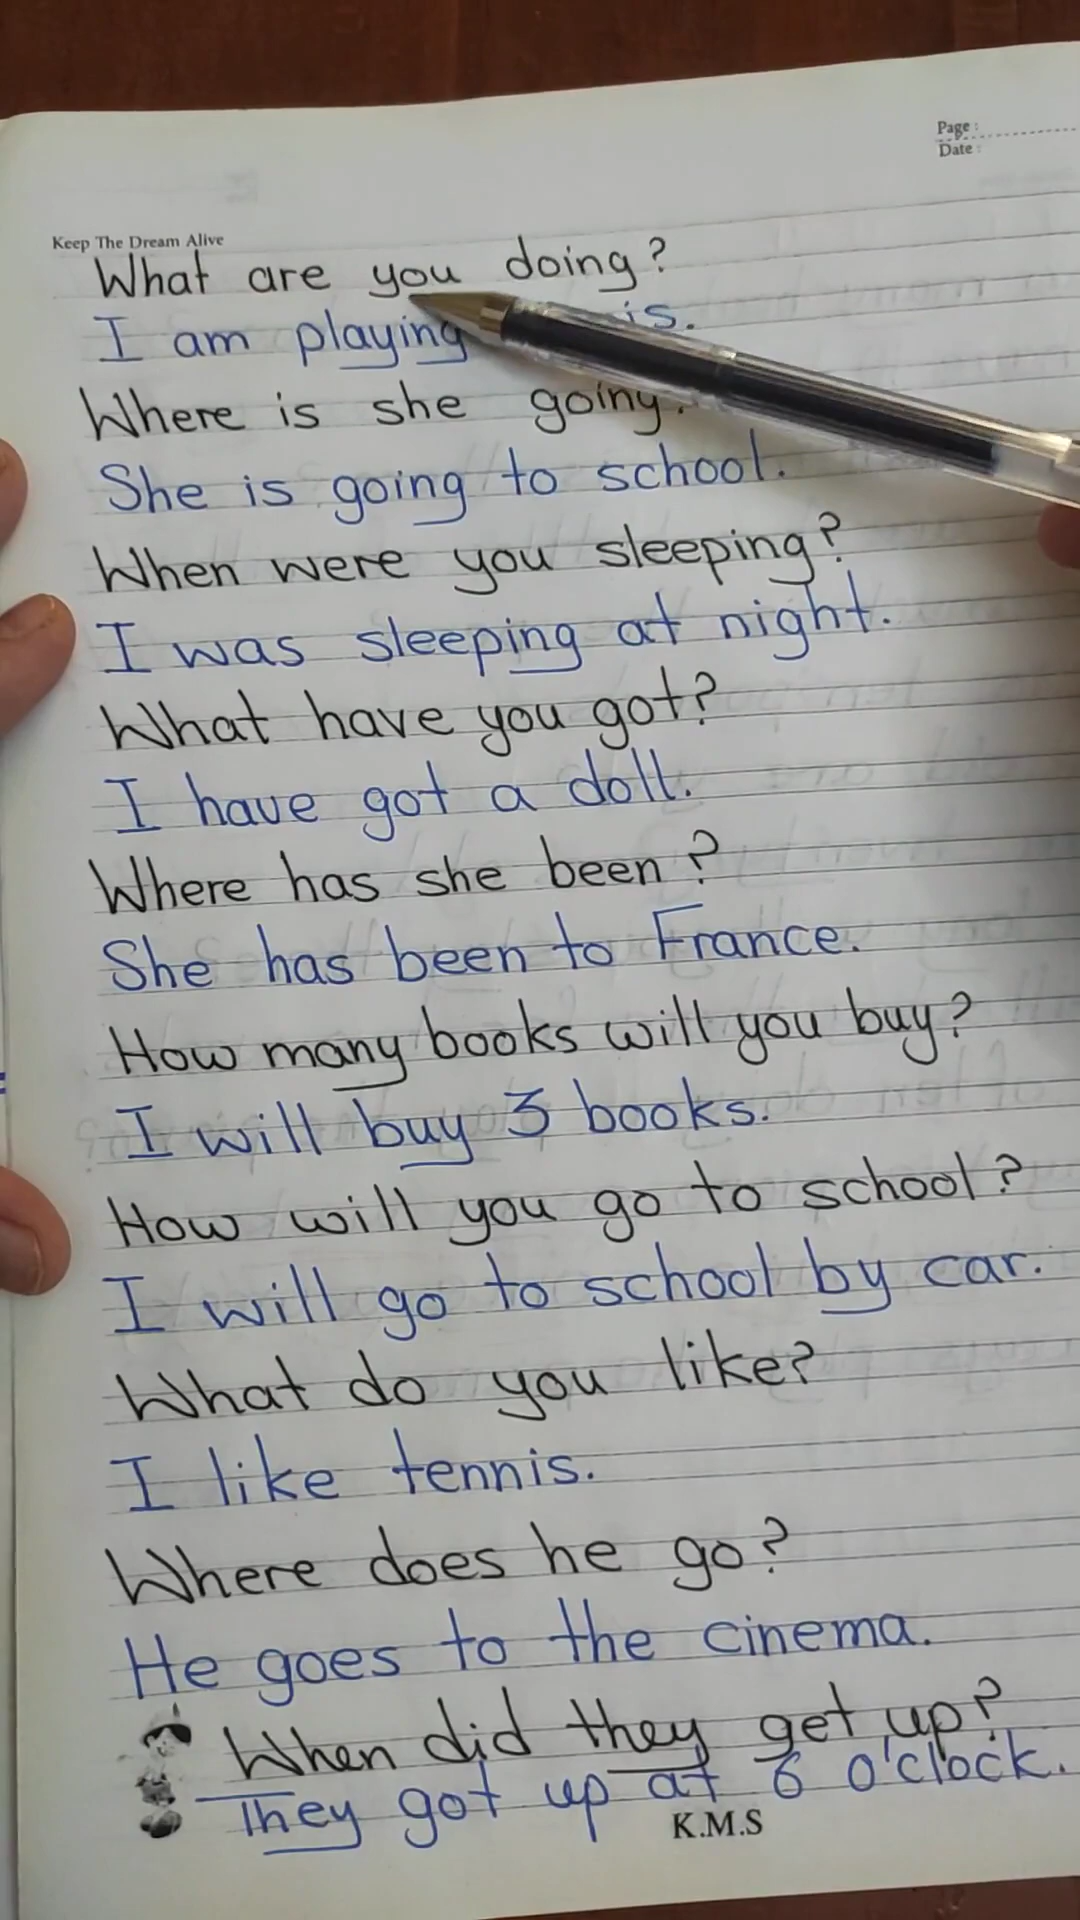 Page :
Date :
Keep The Dream Alive
What are you doing?
I am playing is.
Where is she going
She is going to school.
When were you sleeping?
I was sleeping at night.
What have you got?
I have got a doll.
Where has she been?
She has been to France.
How many books will you buy?
I will buy 3 books.
How will you go to school?
I will go to school by car.
What do you like?
I like tennis.
Where does he go?
He goes to the cinema.
When did they get up?
They got up at 6 o'clock.
K.M.S